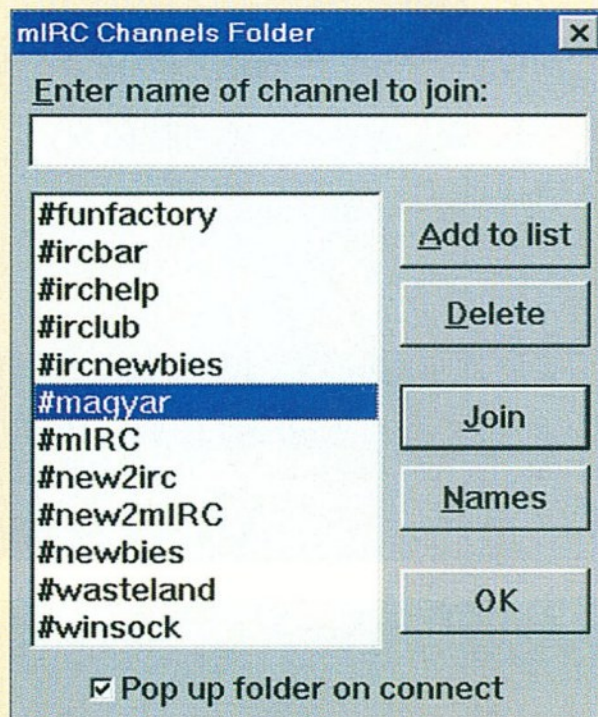 mIRC Channels Folder
Enter name of channel to join:
#funfactory
#ircbar
#irchelp
#irclub
#ircnewbies
#magyar
#mIRC
#new2irc
#new2mIRC
#newbies
#wasteland
#winsock
Add to list
Delete
Join
Names
OK
Pop up folder on connect